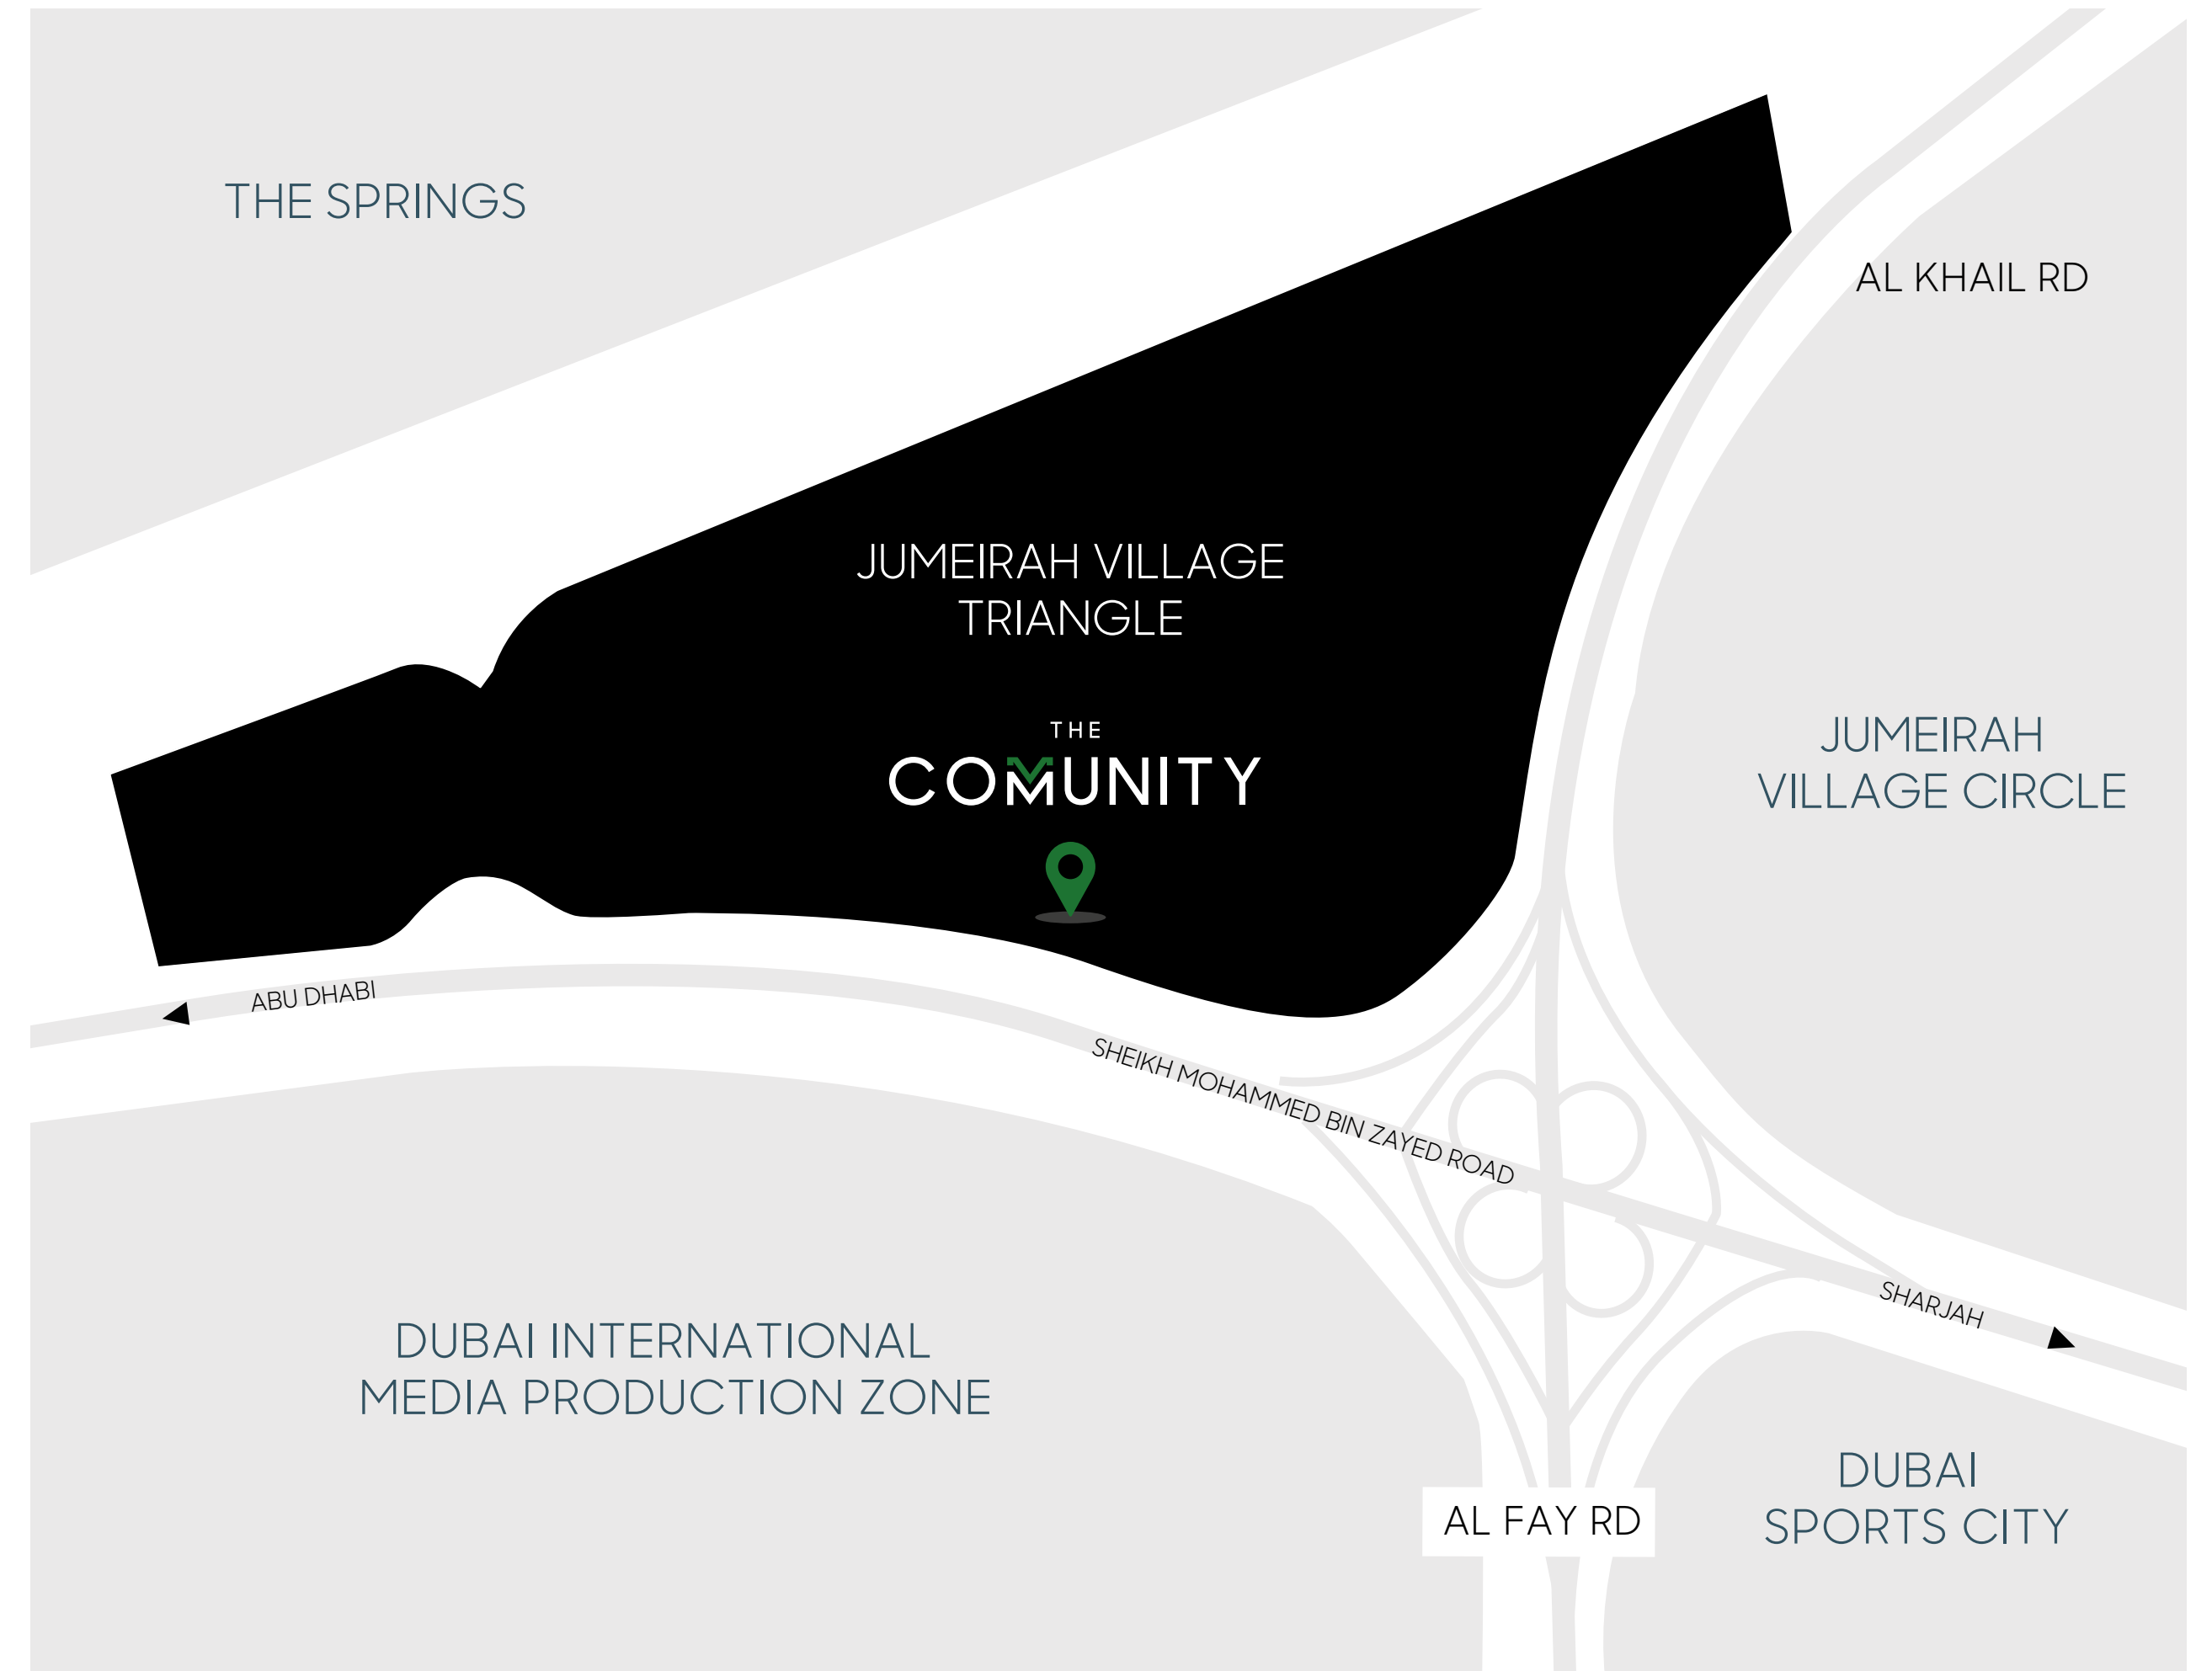 THE SPRINGS
AL KHAIL RD
JUMEIRAH VILLAGE
TRIANGLE
THE
COMUNITY
JUMEIRAH
VILLAGE CIRCLE
ABU DHABI
SHEIKH MOHAMMED BIN ZAYED ROAD
SHARJAH
DUBAI INTERNATIONAL
MEDIA PRODUCTION ZONE
AL FAY RD
DUBAI
SPORTS CITY